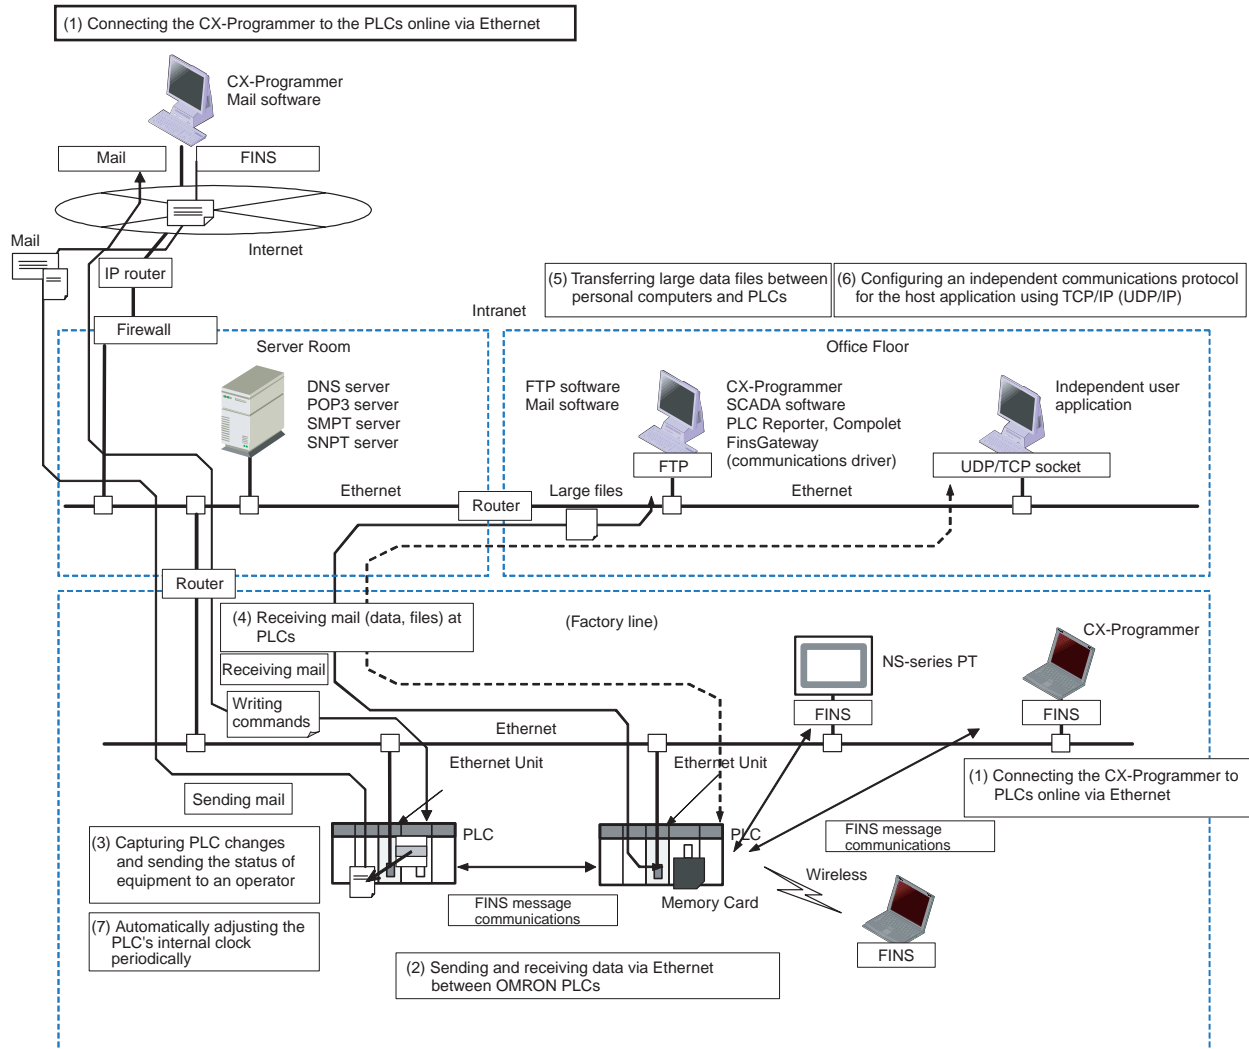 (1) Connecting the CX-Programmer to the PLCs online via Ethernet
CX-Programmer
Mail software
Mail
FINS
Mail
Internet
IP router
Firewall
Intranet
(5) Transferring large data files between
personal computers and PLCs
(6) Configuring an independent communications protocol
for the host application using TCP/IP (UDP/IP)
Server Room
DNS server
POP3 server
SMPT server
SNPT server
Ethernet
Router
Office Floor
FTP software
Mail software
FTP
CX-Programmer
SCADA software
PLC Reporter, Compolet
FinsGateway
(communications driver)
Independent user
application
UDP/TCP socket
Large files
Ethernet
Router
(4) Receiving mail (data, files) at
PLCs
Receiving mail
Writing
commands
(Factory line)
NS-series PT
FINS
CX-Programmer
FINS
Ethernet
Ethernet Unit
Ethernet Unit
(1) Connecting the CX-Programmer to
PLCs online via Ethernet
Sending mail
PLC
PLC
(3) Capturing PLC changes
and sending the status of
equipment to an operator
FINS message
communications
Wireless
Memory Card
FINS message
communications
(7) Automatically adjusting the
PLC's internal clock
periodically
FINS
(2) Sending and receiving data via Ethernet
between OMRON PLCs